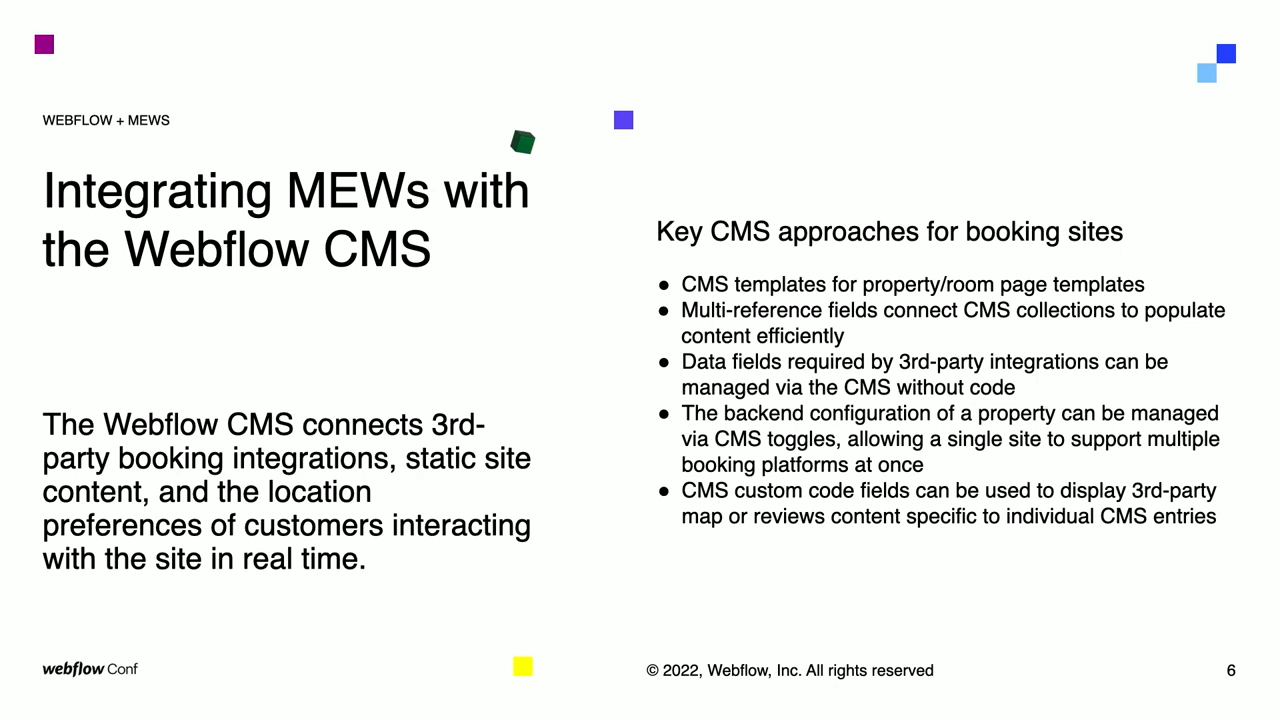 WEBFLOW + MEWS
Integrating MEWs with
the Webflow CMS
The Webflow CMS connects 3rd-
party booking integrations, static site
content, and the location
preferences of customers interacting
with the site in real time.
Key CMS approaches for booking sites
● CMS templates for property/room page templates
● Multi-reference fields connect CMS collections to populate
content efficiently
● Data fields required by 3rd-party integrations can be
managed via the CMS without code
● The backend configuration of a property can be managed
via CMS toggles, allowing a single site to support multiple
booking platforms at once
● CMS custom code fields can be used to display 3rd-party
map or reviews content specific to individual CMS entries
webflow Conf
© 2022, Webflow, Inc. All rights reserved
6